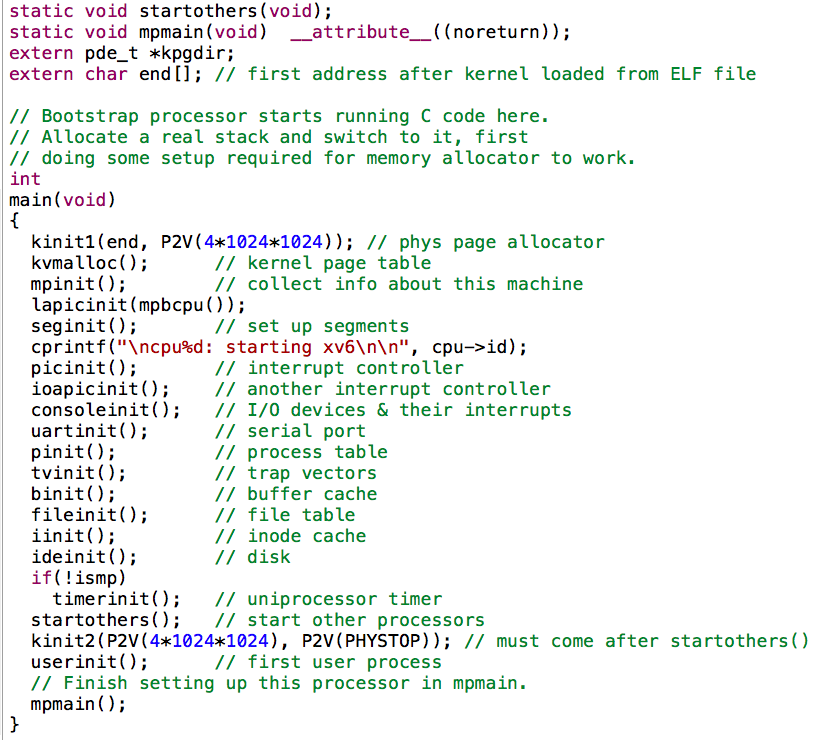 static void startothers(void);
static void mpmain(void)  __attribute__((noreturn));
extern pde_t *kpgdir;
extern char end[]; // first address after kernel loaded from ELF file

// Bootstrap processor starts running C code here.
// Allocate a real stack and switch to it, first
// doing some setup required for memory allocator to work.
int
main(void)
{
  kinit1(end, P2V(4*1024*1024)); // phys page allocator
  kvmalloc();      // kernel page table
  mpinit();        // collect info about this machine
  lapicinit(mpbcpu());
  seginit();       // set up segments
  cprintf("\ncpu%d: starting xv6\n\n", cpu->id);
  picinit();       // interrupt controller
  ioapicinit();    // another interrupt controller
  consoleinit();   // I/O devices & their interrupts
  uartinit();      // serial port
  pinit();         // process table
  tvinit();        // trap vectors
  binit();         // buffer cache
  fileinit();      // file table
  iinit();         // inode cache
  ideinit();       // disk
  if(!ismp)
    timerinit();   // uniprocessor timer
  startothers();   // start other processors
  kinit2(P2V(4*1024*1024), P2V(PHYSTOP)); // must come after startothers()
  userinit();      // first user process
  // Finish setting up this processor in mpmain.
  mpmain();
}